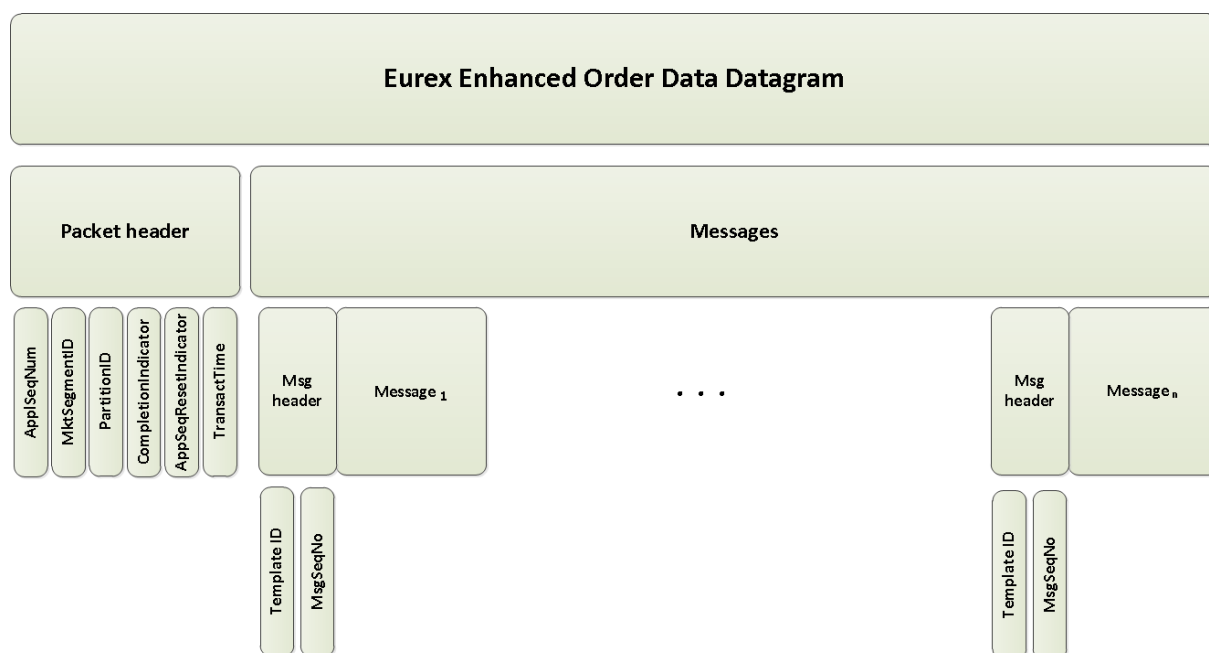 Eurex Enhanced Order Data Datagram
Packet header
Messages
ApplSeqNum
MktSegmentID
PartitionID
CompletionIndicator
AppSeqResetIndicator
TransactTime
Msg
header
Message 1
. . .
Msg
header
Message n
Template ID
MsgSeqNo
Template ID
MsgSeqNo